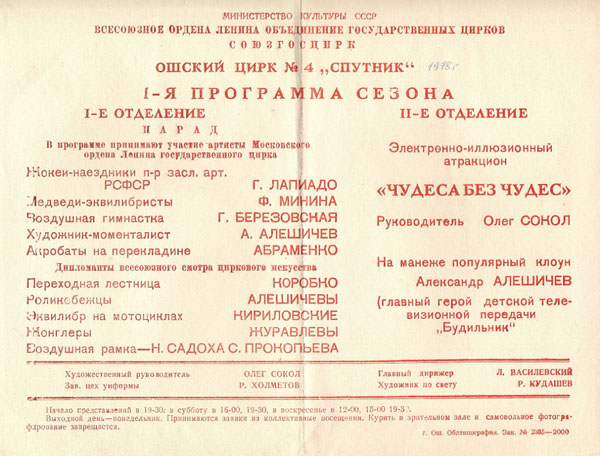 МИНИСТЕРСТВО КУЛЬТУРЫ СССР
ВСЕСОЮЗНОЕ ОРДЕНА ЛЕНИНА ОБЪЕДИНЕНИЕ ГОСУДАРСТВЕННЫХ ЦИРКОВ
СОЮЗГОСЦИРК
ОШСКИЙ ЦИРК № 4 „СПУТНИК“ 1978 г.
I-Я ПРОГРАММА СЕЗОНА
I-Е ОТДЕЛЕНИЕ
ПАРАД
В программе принимают участие артисты Московского
ордена Ленина государственного цирка
Жокеи-наездники п-р засл. арт.
РСФСР Г. ЛАПИАДО
Медведи-эквилибристы Ф. МИНИНА
Воздушная гимнастка Г. БЕРЕЗОВСКАЯ
Художник-моменталист А. АЛЕШИЧЕВ
Акробаты на перекладине АБРАМЕНКО
Дипломанты всесоюзного смотра циркового искусства
Переходная лестница КОРОБКО
Роликобежцы АЛЕШИЧЕВЫ
Эквилибр на мотоциклах КИРИЛОВСКИЕ
Жонглеры ЖУРАВЛЕВЫ
Воздушная рамка—Н. САДОХА С. ПРОКОПЬЕВА
II-Е ОТДЕЛЕНИЕ
Электронно-иллюзионный
атракцион
«ЧУДЕСА БЕЗ ЧУДЕС»
Руководитель Олег СОКОЛ
На манеже популярный клоун
Александр АЛЕШИЧЕВ
(главный герой детской теле-
визионной передачи
„Будильник“
Художественный руководитель ОЛЕГ СОКОЛ
Зав. цех униформы Р. ХОЛМЕТОВ
Главный дирижер Л. ВАСИЛЕВСКИЙ
Художник по свету Р. КУДАШЕВ
Начало представлений в 19-30: в субботу в 16-00, 19-30, в воскресенье в 12-00, 15-00 19-30.
Выходной день—понедельник. Принимаются заявки на коллективные посещения. Курить в зрительном зале и самовольное фотогра-
фирование запрещается.
г. Ош Облтипография. Зак. № 2365—2000